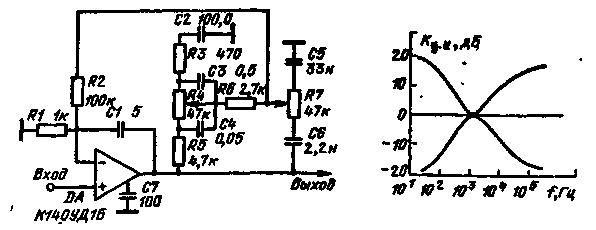 C2 100,0
R3 470
C3 0,5
R2
100к
R4
47к
R6 2,7к
C5
33н
R7
47к
R1 1к
C1 5
C4
0,05
R5
4,7к
C6
2,2н
Вход
DA
К140УД1б
C7
100
Выход
Kу.и, дБ
20
10
0
-10
-20
10¹ 10² 10³ 10⁴ 10⁵ f, Гц